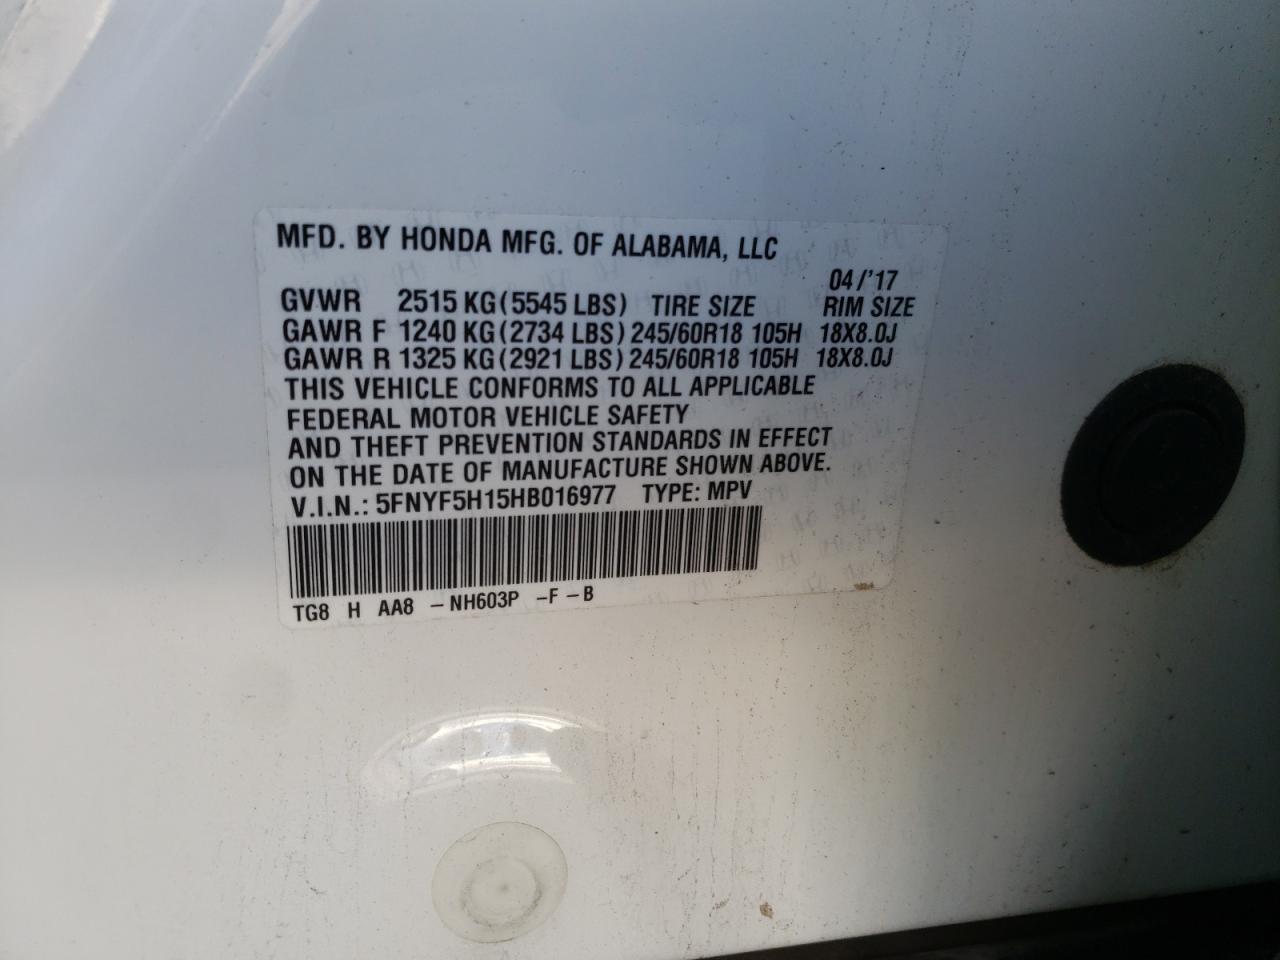 MFD. BY HONDA MFG. OF ALABAMA, LLC
04/'17
GVWR 2515 KG (5545 LBS) TIRE SIZE RIM SIZE
GAWR F 1240 KG (2734 LBS) 245/60R18 105H 18X8.0J
GAWR R 1325 KG (2921 LBS) 245/60R18 105H 18X8.0J
THIS VEHICLE CONFORMS TO ALL APPLICABLE
FEDERAL MOTOR VEHICLE SAFETY
AND THEFT PREVENTION STANDARDS IN EFFECT
ON THE DATE OF MANUFACTURE SHOWN ABOVE.
V.I.N.: 5FNYF5H15HB016977 TYPE: MPV
TG8 H AA8 -NH603P -F -B